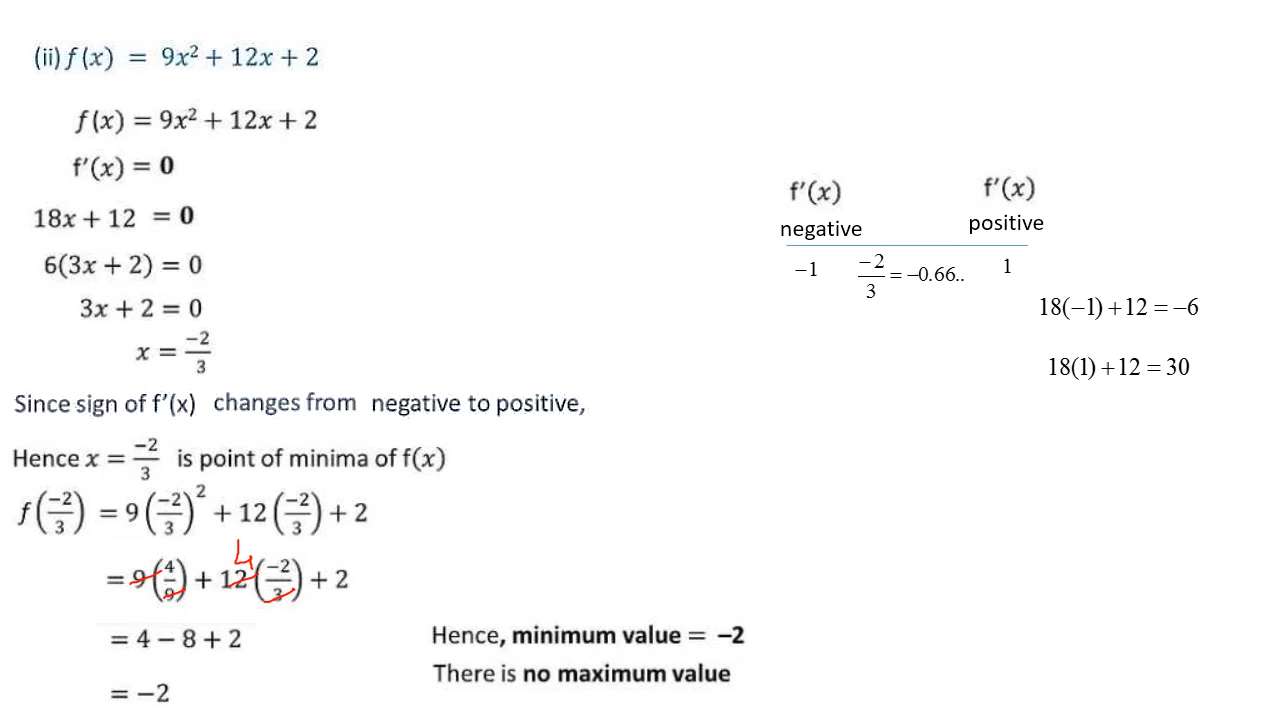 (ii) f(x) = 9x² + 12x + 2
f(x) = 9x² + 12x + 2
f′(x) = 0
18x + 12 = 0
6(3x + 2) = 0
3x + 2 = 0
x = −2/3
Since sign of f′(x) changes from negative to positive,
Hence x = −2/3 is point of minima of f(x)
f(−2/3) = 9(−2/3)² + 12(−2/3) + 2
4
= 9(4/9) + 12(−2/3) + 2
= 4 − 8 + 2
= −2
f′(x) f′(x)
negative positive
−1 −2/3 = −0.66.. 1
18(−1) + 12 = −6
18(1) + 12 = 30
Hence, minimum value = −2
There is no maximum value